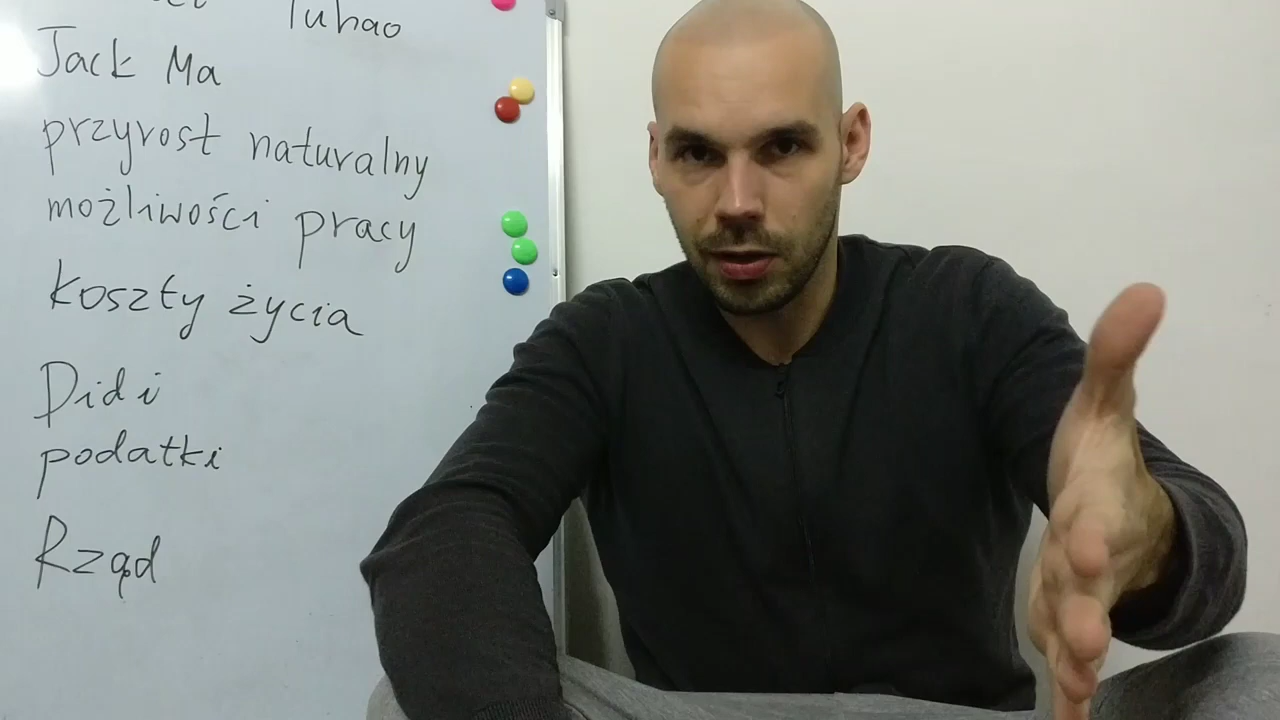 Tuhao
Jack Ma
przyrost naturalny
możliwości pracy
koszty życia
Didi
podatki
Rząd